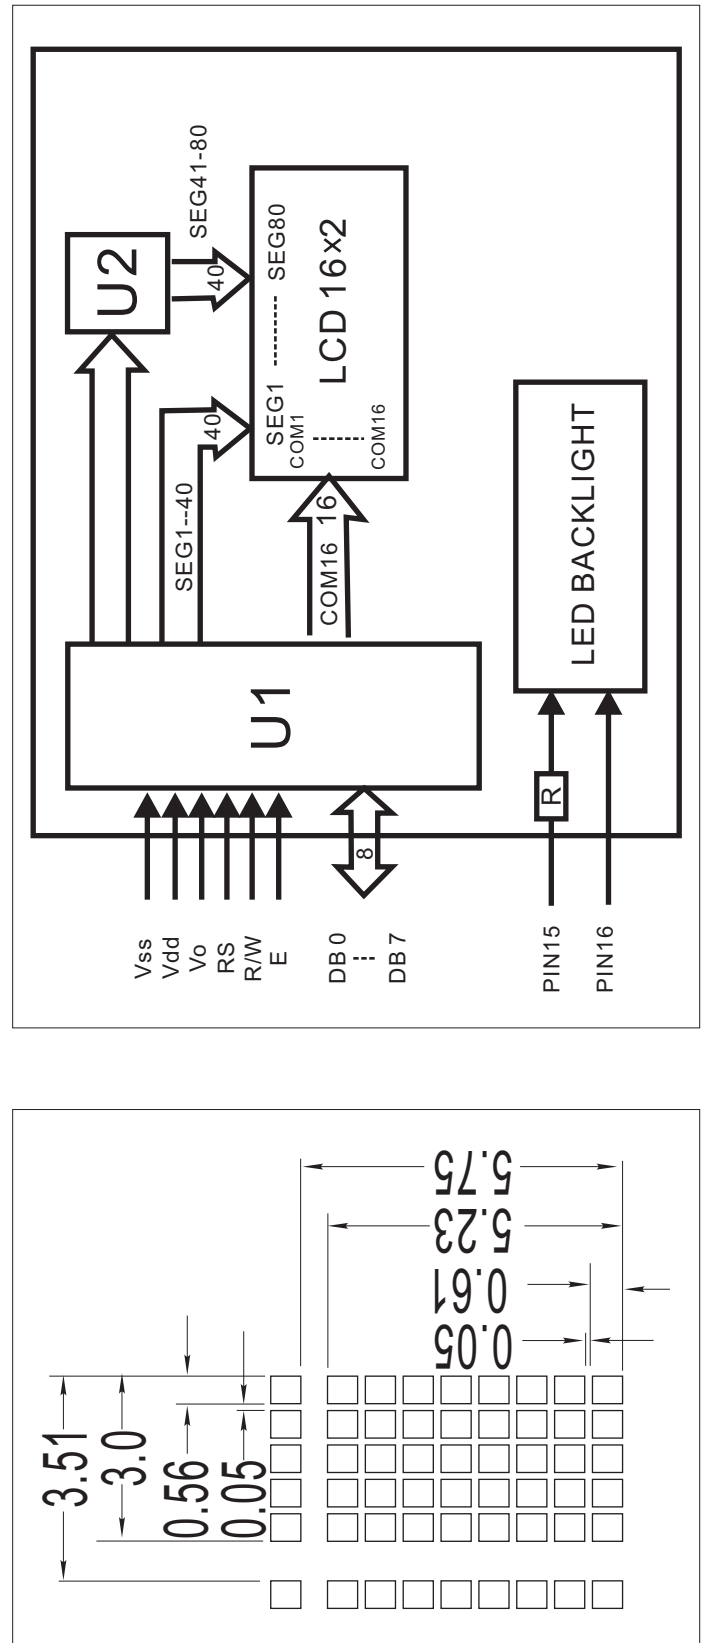 SEG41-80
U2
40
SEG80
SEG1
LCD 16×2
COM1
COM16
40
SEG1--40
16
COM16
U1
LED BACKLIGHT
R
8
Vss
Vdd
Vo
RS
R/W
E
DB0
DB7
PIN15
PIN16
5.75
5.23
0.61
0.05
3.51
3.0
0.56
0.05